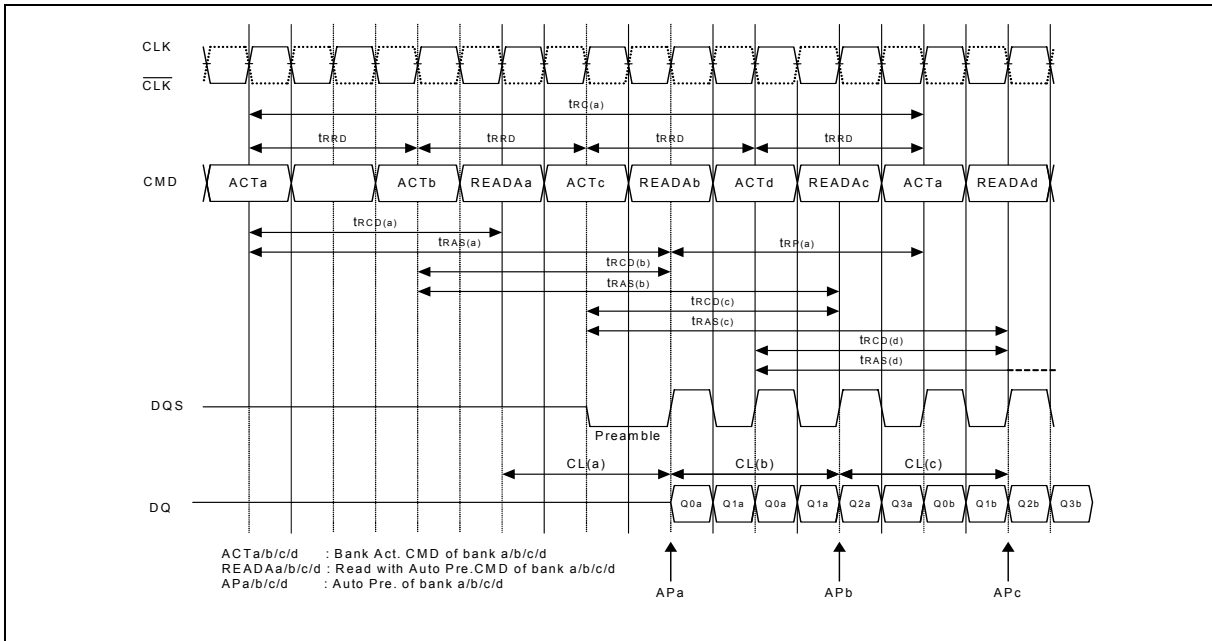 CLK
CLK
tRC(a)
tRRD tRRD tRRD tRRD
CMD ACTa ACTb READAa ACTc READAb ACTd READAc ACTa READAd
tRCD(a)
tRAS(a) tRP(a)
tRCD(b)
tRAS(b)
tRCD(c)
tRAS(c)
tRCD(d)
tRAS(d)
DQS
Preamble
CL(a) CL(b) CL(c)
DQ Q0a Q1a Q0a Q1a Q2a Q3a Q0b Q1b Q2b Q3b
ACTa/b/c/d : Bank Act. CMD of bank a/b/c/d
READAa/b/c/d : Read with Auto Pre.CMD of bank a/b/c/d
APa/b/c/d : Auto Pre. of bank a/b/c/d
APa APb APc